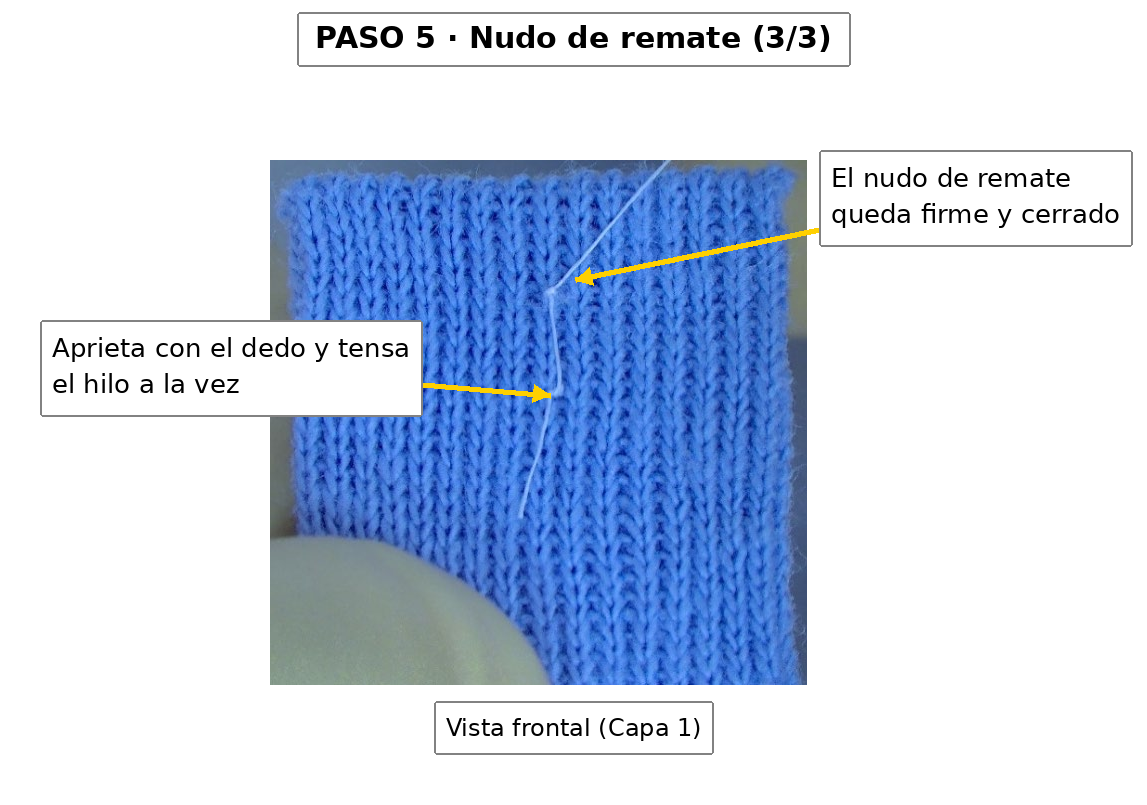 PASO 5 · Nudo de remate (3/3)
El nudo de remate
queda firme y cerrado
Aprieta con el dedo y tensa
el hilo a la vez
Vista frontal (Capa 1)